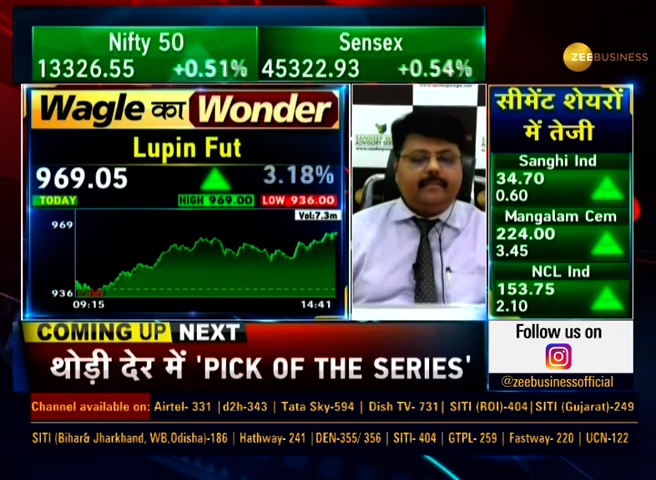 Nifty 50
Sensex
13326.55 +0.51% 45322.93 +0.54%
ZEEBUSINESS
Wagle का Wonder
Lupin Fut
969.05 3.18%
TODAY HIGH 969.00 LOW 936.00
Vol:7.3m
969
936
09:15 14:41
SANDEEP W
ADVISORY SER
सीमेंट शेयरों
में तेजी
Sanghi Ind
34.70
0.60
Mangalam Cem
224.00
3.45
NCL Ind
153.75
2.10
COMING UP NEXT
थोड़ी देर में 'PICK OF THE SERIES'
Follow us on
@zeebusinessofficial
Channel available on: Airtel- 331 |d2h-343 | Tata Sky-594 | Dish TV- 731| SITI (ROI)-404|SITI (Gujarat)-249
SITI (Bihar& Jharkhand, WB,Odisha)-186 | Hathway- 241 |DEN-355/ 356 | SITI- 404 | GTPL- 259 | Fastway- 220 | UCN-122